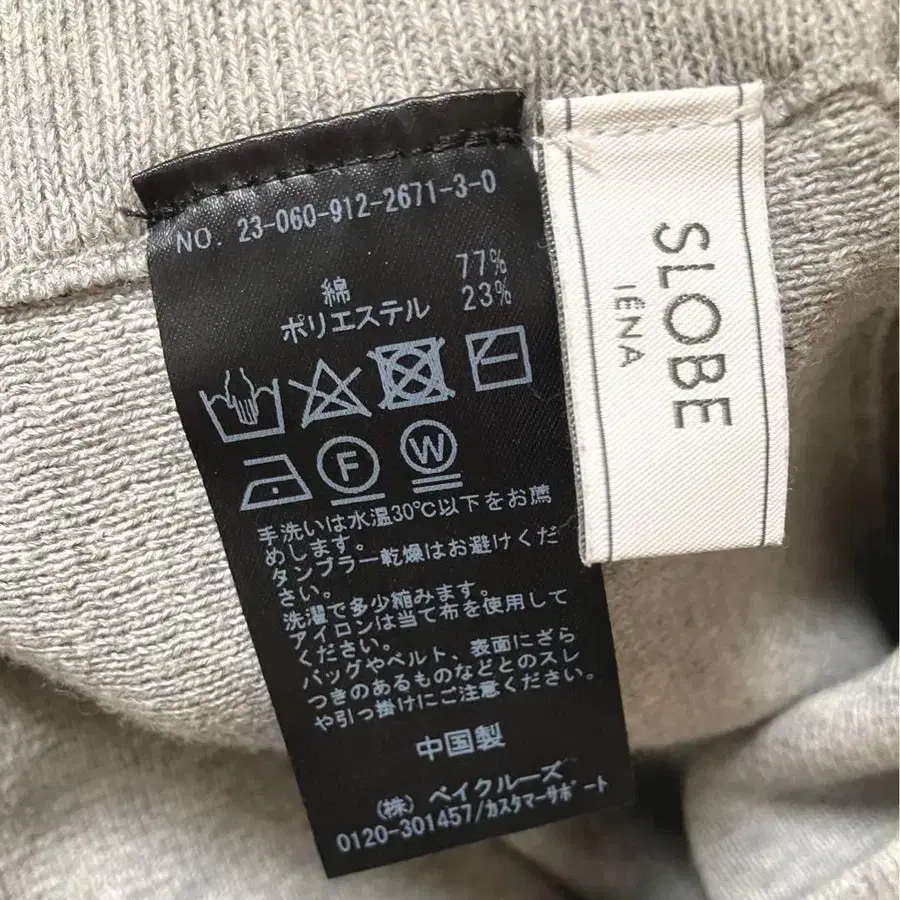 NO. 23-060-912-2671-3-0
綿 77%
ポリエステル 23%
F W
手洗いは水温30℃以下をお薦
めします。
タンブラー乾燥はお避けくだ
さい。
洗濯で多少縮みます。
アイロンは当て布を使用して
ください。
バッグやベルト、表面にざら
つきのあるものなどとのスレ
や引っ掛けにご注意ください。
中国製
(株) ベイクルーズ
0120-301457/カスタマーサポート
SLOBE
IÉNA